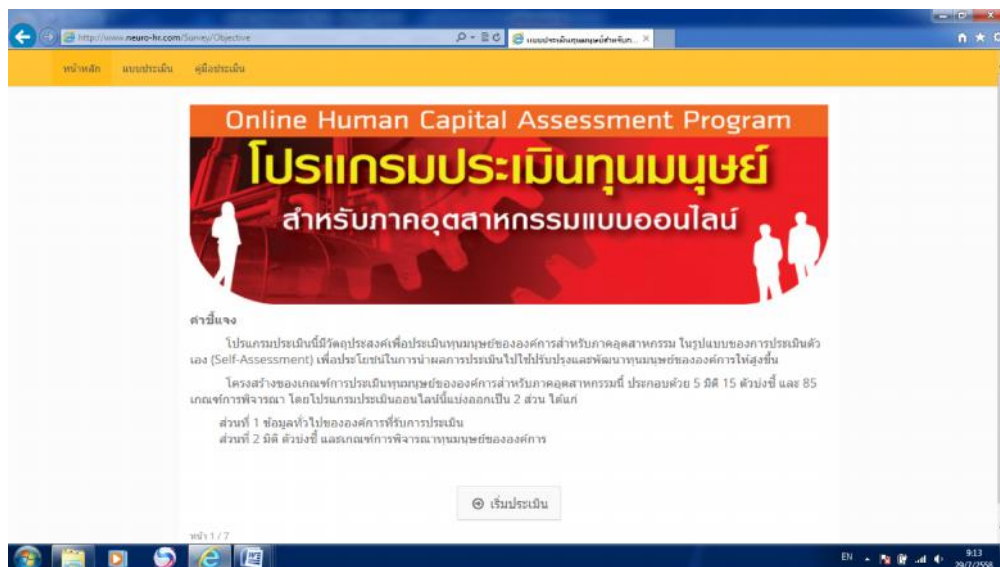 http://www.neuro-hr.com/Survey/Objective
แบบประเมินทุนมนุษย์สำหรับภ...
หน้าหลัก แบบประเมิน คู่มือประเมิน
Online Human Capital Assessment Program
โปรแกรมประเมินทุนมนุษย์
สำหรับภาคอุตสาหกรรมแบบออนไลน์
คำชี้แจง
โปรแกรมประเมินนี้มีวัตถุประสงค์เพื่อประเมินทุนมนุษย์ขององค์การสำหรับภาคอุตสาหกรรม ในรูปแบบของการประเมินตัว
เอง (Self-Assessment) เพื่อประโยชน์ในการนำผลการประเมินไปใช้ปรับปรุงและพัฒนาทุนมนุษย์ขององค์การให้สูงขึ้น
โครงสร้างของเกณฑ์การประเมินทุนมนุษย์ขององค์การสำหรับภาคอุตสาหกรรมนี้ ประกอบด้วย 5 มิติ 15 ตัวบ่งชี้ และ 85
เกณฑ์การพิจารณา โดยโปรแกรมประเมินออนไลน์นี้แบ่งออกเป็น 2 ส่วน ได้แก่
ส่วนที่ 1 ข้อมูลทั่วไปขององค์การที่รับการประเมิน
ส่วนที่ 2 มิติ ตัวบ่งชี้ และเกณฑ์การพิจารณาทุนมนุษย์ขององค์การ
เริ่มประเมิน
หน้า 1 / 7
EN
9:13
29/7/2558